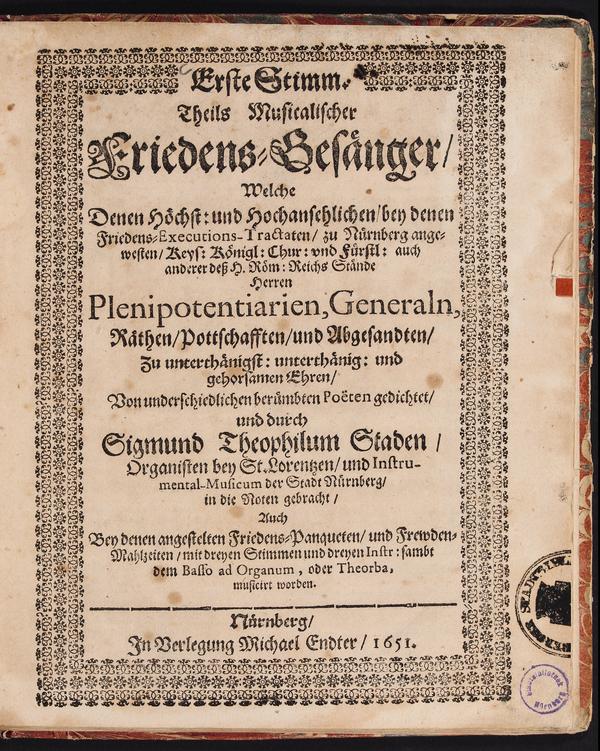 Erste Stimm.
Theils Musicalischer
Friedens-Gesänger/
Welche
Denen Höchst: und Hochansehlichen/bey denen
Friedens-Executions-Tractaten/ zu Nürnberg ange-
westen/Keys: Königl: Chur: vnd Fürstl: auch
anderer deß H. Röm: Reichs Stände
Herren
Plenipotentiarien,Generaln,
Räthen/Pottschafften/und Abgesandten/
Zu unterthänigst: unterthänig: und
gehorsamen Ehren/
Von underschiedlichen berümbten Poëten gedichtet/
und durch
Sigmund Theophilum Staden /
Organisten bey St.Lorentzen/und Instru-
mental-Musicum der Stadt Nürnberg/
in die Noten gebracht/
Auch
Bey denen angestelten Friedens-Panqueten/und Frewden-
Mahlzeiten/mit dreyen Stimmen und dreyen Instr: sambt
dem Basso ad Organum, oder Theorba,
musicirt worden.
Nürnberg/
In Verlegung Michael Endter/ 1651.